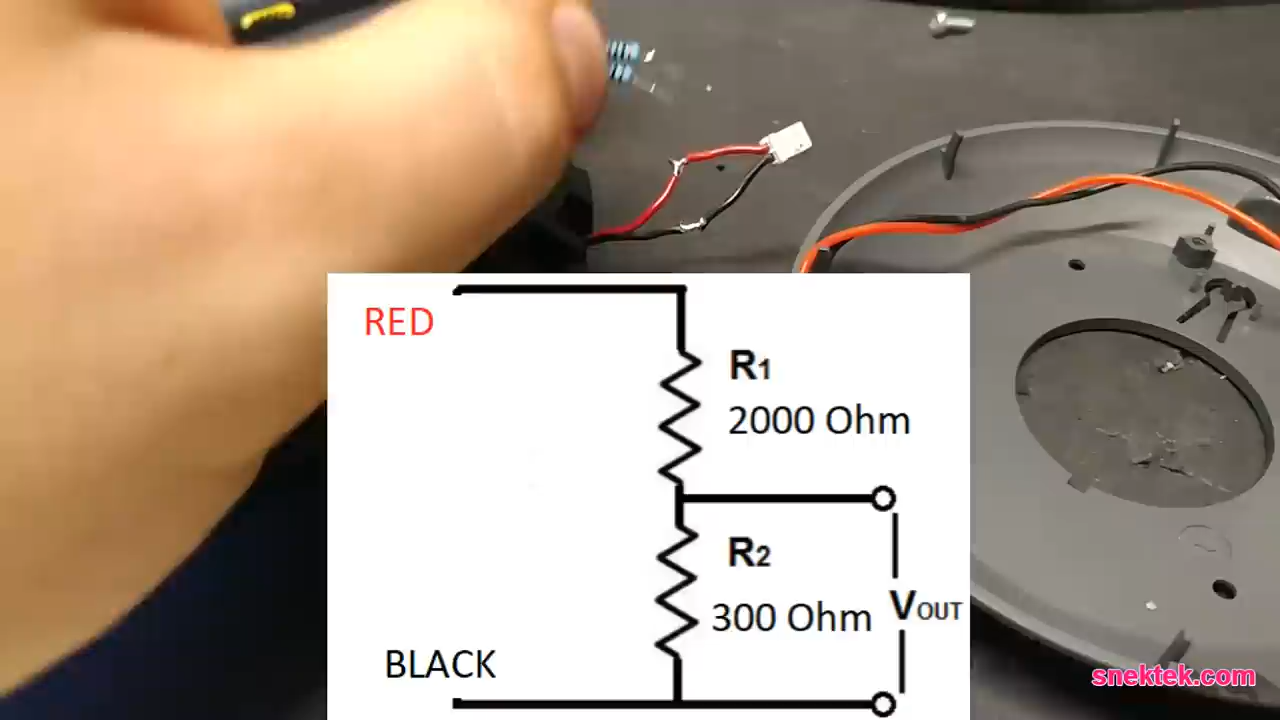 RED
R1
2000 Ohm
R2
300 Ohm
VOUT
BLACK
snektek.com